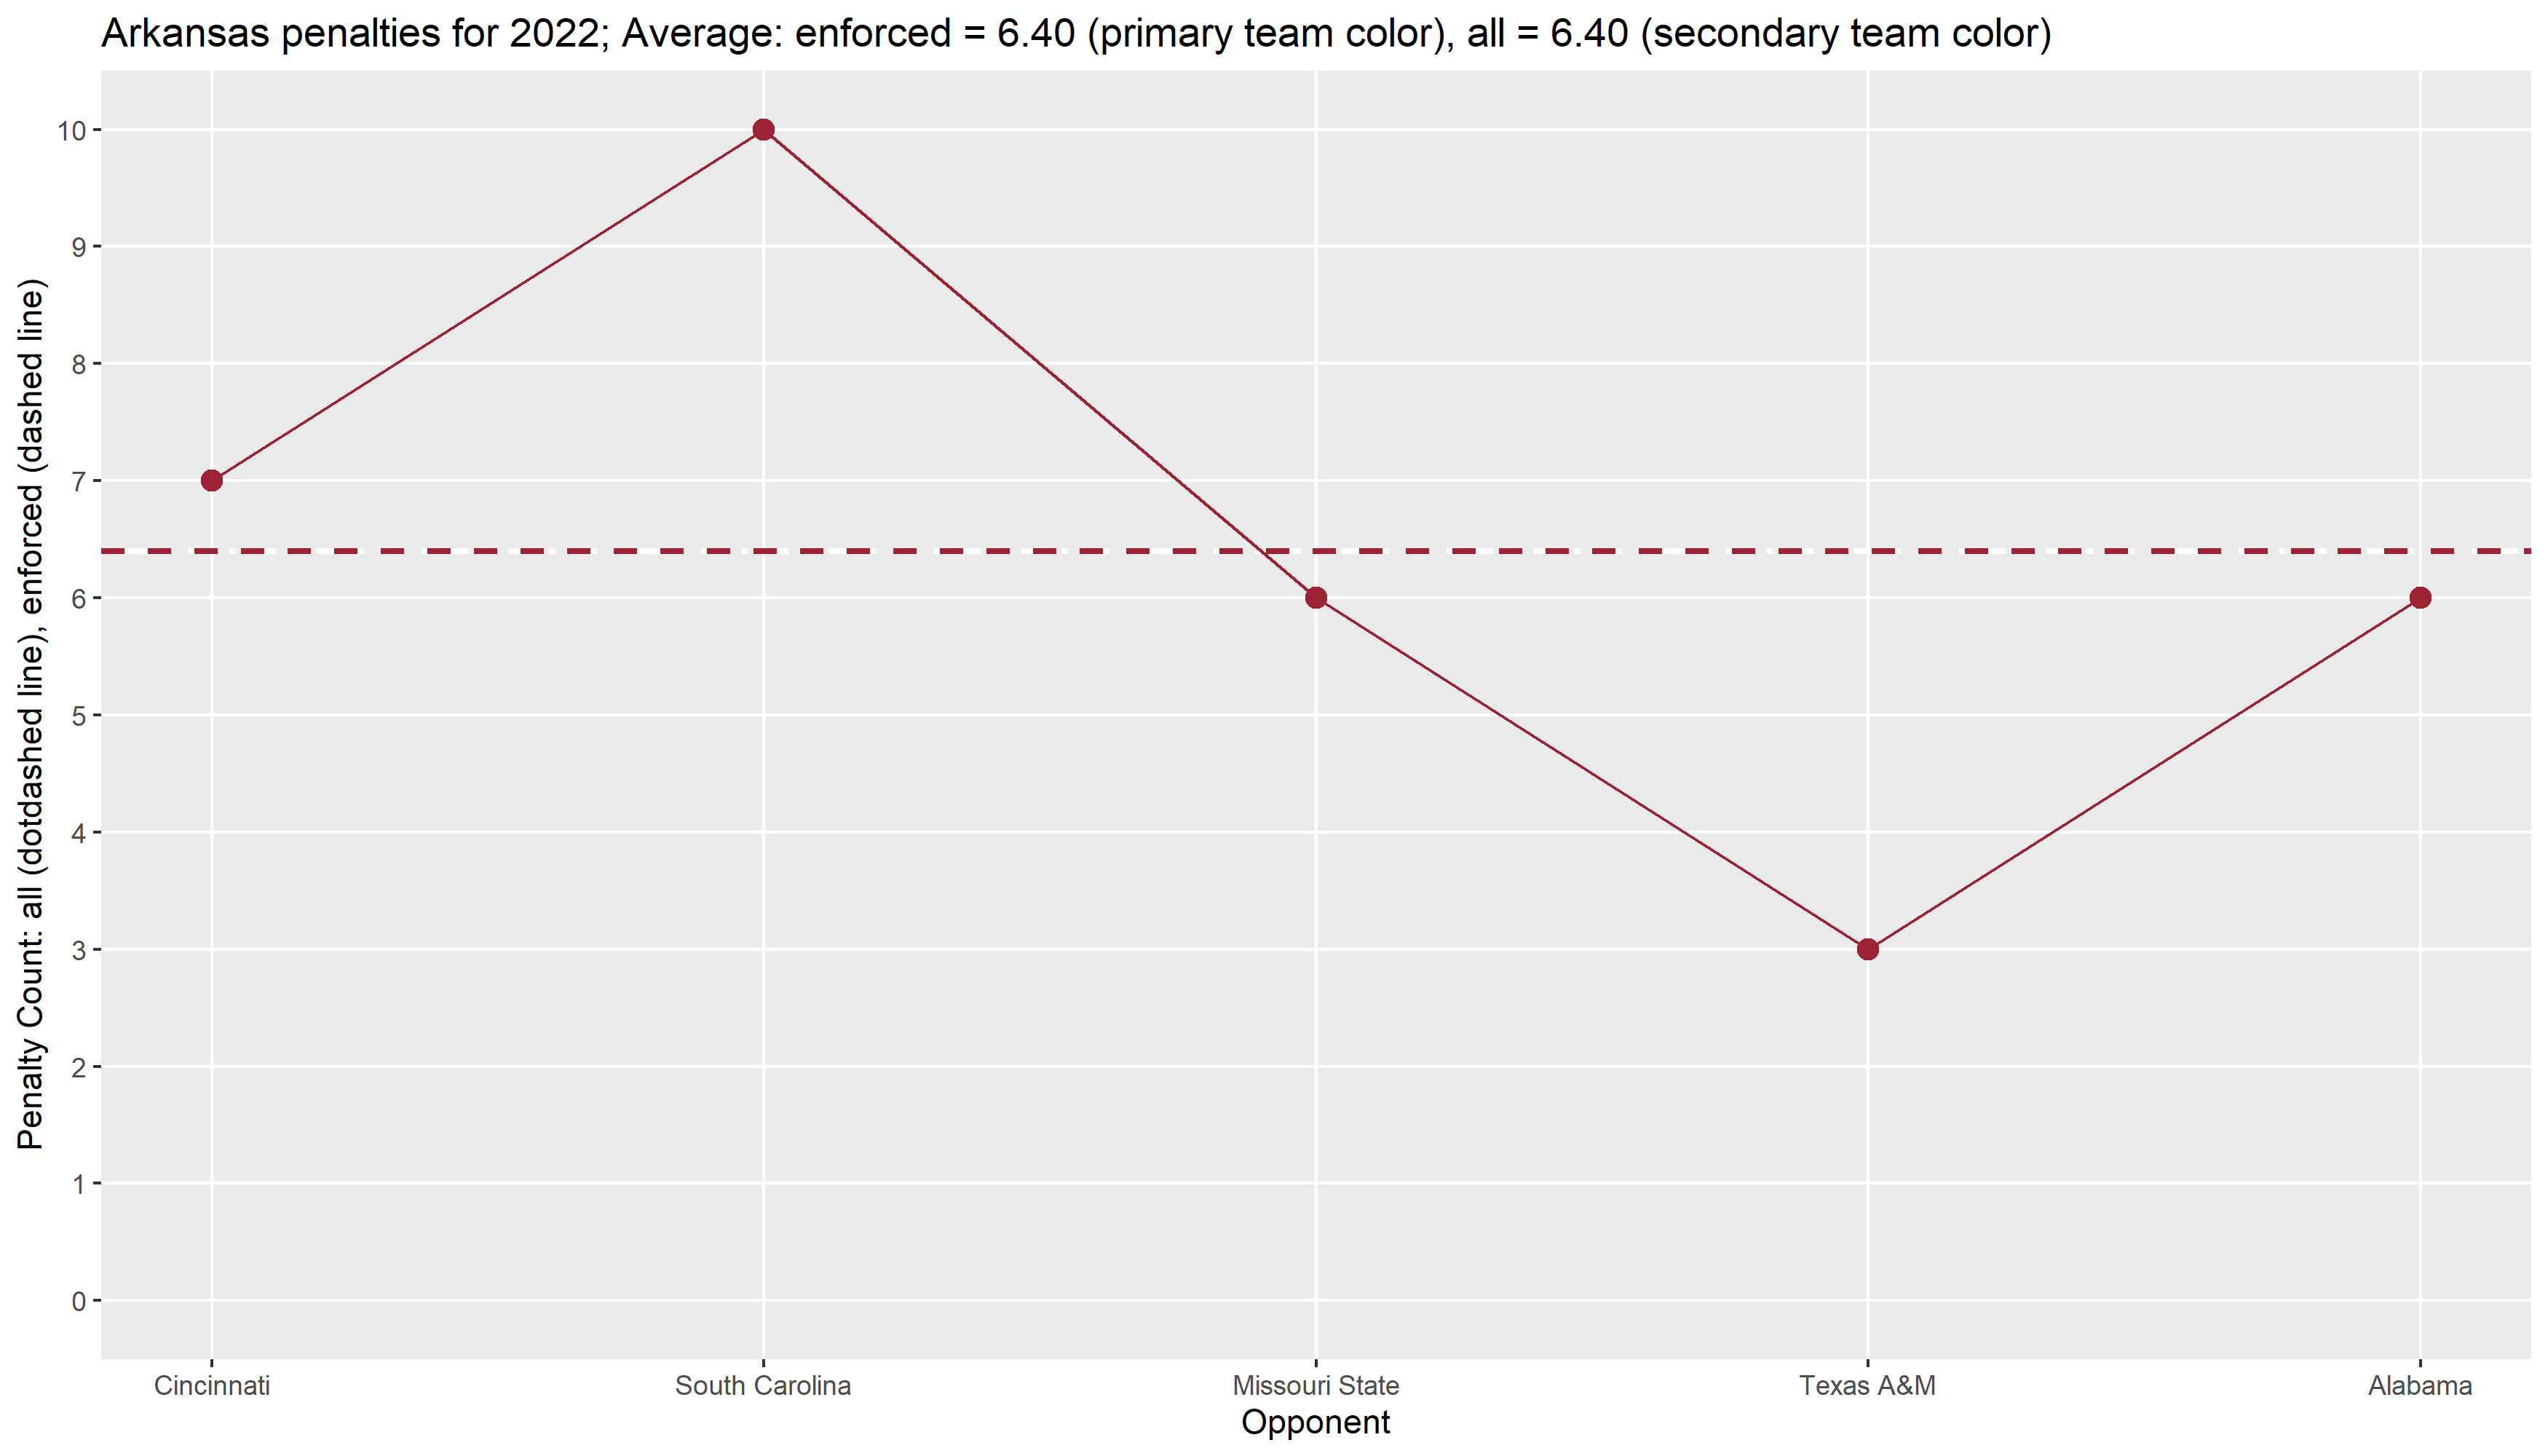 Arkansas penalties for 2022; Average: enforced = 6.40 (primary team color), all = 6.40 (secondary team color)
Penalty Count: all (dotdashed line), enforced (dashed line)
10
9
8
7
6
5
4
3
2
1
0
Cincinnati South Carolina Missouri State Texas A&M Alabama
Opponent